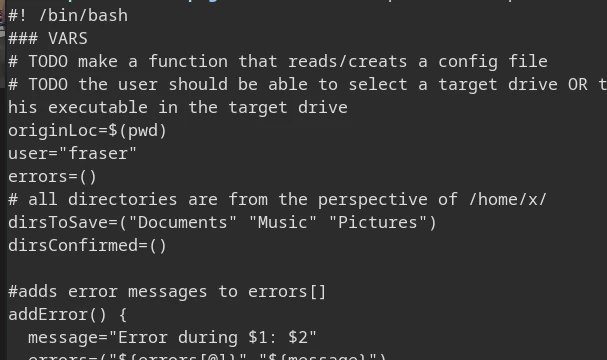 #! /bin/bash
### VARS
# TODO make a function that reads/creats a config file
# TODO the user should be able to select a target drive OR t
his executable in the target drive
originLoc=$(pwd)
user="fraser"
errors=()
# all directories are from the perspective of /home/x/
dirsToSave=("Documents" "Music" "Pictures")
dirsConfirmed=()

#adds error messages to errors[]
addError() {
  message="Error during $1: $2"
  errors=("${errors[@]}" "${message}")